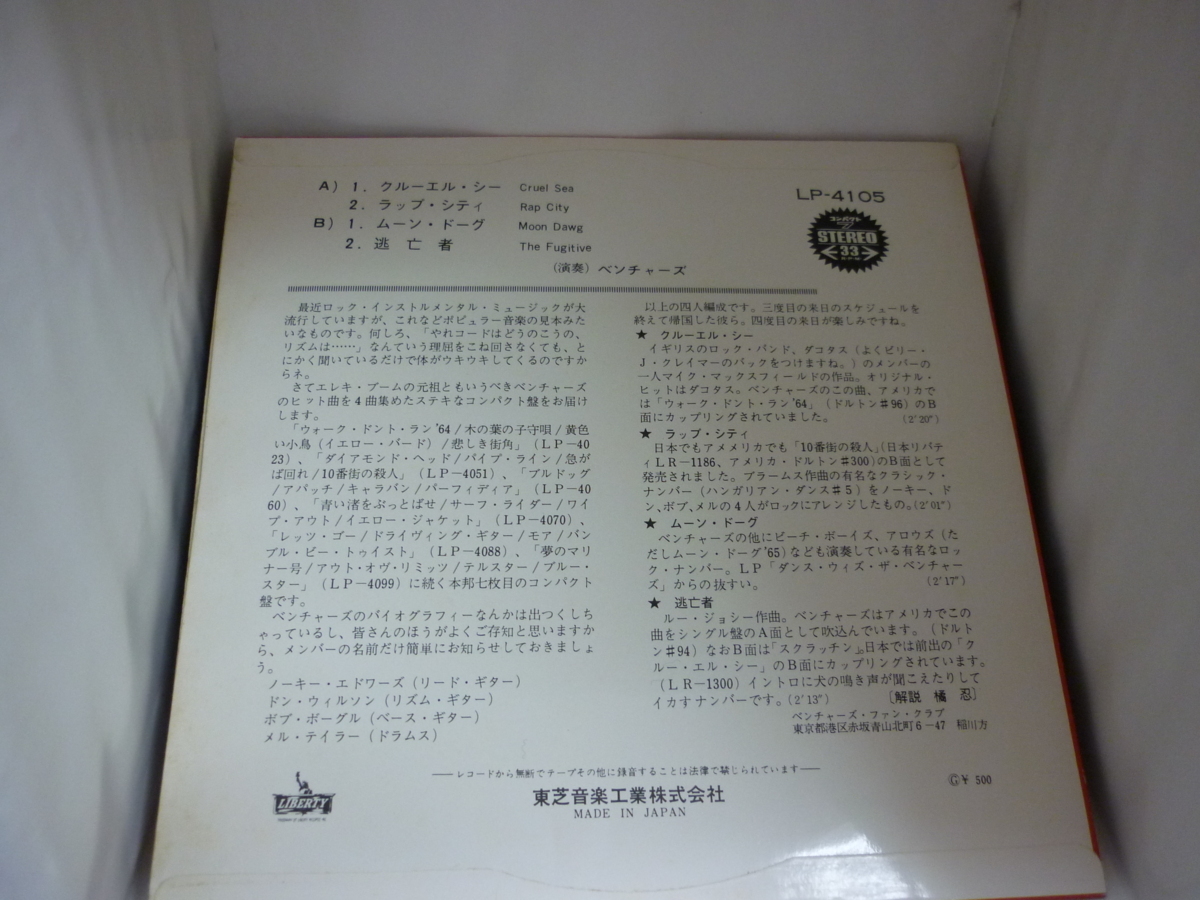 A) 1. クルーエル・シー Cruel Sea
2. ラップ・シティ Rap City
B) 1. ムーン・ドーグ Moon Dawg
2. 逃亡者 The Fugitive
(演奏) ベンチャーズ
LP-4105
コンパクト
STEREO
33
最近ロック・インストルメンタル・ミュージックが大
流行していますが、これなどポピュラー音楽の見本みた
いなものです。何しろ、「やれコードはどうのこうの、
リズムは……」なんていう理屈をこね回さなくても、と
にかく聞いているだけで体がウキウキしてくるのですか
らネ。
さてエレキ・ブームの元祖ともいうべきベンチャーズ
のヒット曲を4曲集めたステキなコンパクト盤をお届け
します。
「ウォーク・ドント・ラン'64/木の葉の子守唄/黄色
い小鳥(イエロー・バード)/悲しき街角」(LP-40
23)、「ダイアモンド・ヘッド/パイプ・ライン/急が
ば回れ/10番街の殺人」(LP-4051)、「ブルドッグ
/アパッチ/キャラバン/パーフィディア」(LP-40
60)、「青い渚をぶっとばせ/サーフ・ライダー/ワイ
プ・アウト/イエロー・ジャケット」(LP-4070)、
「レッツ・ゴー/ドライヴィング・ギター/モア/バン
ブル・ビー・トゥイスト」(LP-4088)、「夢のマリ
ナー号/アウト・オヴ・リミッツ/テルスター/ブルー・
スター」(LP-4099)に続く本邦七枚目のコンパクト
盤です。
ベンチャーズのバイオグラフィーなんかは出つくしち
ゃっているし、皆さんのほうがよくご存知と思いますか
ら、メンバーの名前だけ簡単にお知らせしておきましょ
う。
ノーキー・エドワーズ(リード・ギター)
ドン・ウィルソン(リズム・ギター)
ボブ・ボーグル(ベース・ギター)
メル・テイラー(ドラムス)
以上の四人編成です。三度目の来日のスケジュールを
終えて帰国した彼ら。四度目の来日が楽しみですね。
★ クルーエル・シー
イギリスのロック・バンド、ダコタス(よくビリー・
J・クレイマーのバックをつけますね。)のメンバーの
一人マイク・マックスフィールドの作品。オリジナル・
ヒットはダコタス。ベンチャーズのこの曲、アメリカで
は「ウォーク・ドント・ラン'64」(ドルトン#96)のB
面にカップリングされていました。(2'20")
★ ラップ・シティ
日本でもアメリカでも「10番街の殺人」(日本リバテ
ィLR-1186、アメリカ・ドルトン#300)のB面として
発売されました。ブラームス作曲の有名なクラシック・
ナンバー(ハンガリアン・ダンス#5)をノーキー、ド
ン、ボブ、メルの4人がロックにアレンジしたもの。(2'01")
★ ムーン・ドーグ
ベンチャーズの他にビーチ・ボーイズ、アロウズ(た
だしムーン・ドーグ'65)なども演奏している有名なロッ
ク・ナンバー。LP「ダンス・ウィズ・ザ・ベンチャー
ズ」からの抜すい。(2'17")
★ 逃亡者
ルー・ジョシー作曲。ベンチャーズはアメリカでこの
曲をシングル盤のA面として吹込んでいます。(ドルト
ン#94)なおB面は「スクラッチン」。日本では前出の「ク
ルー・エル・シー」のB面にカップリングされています。
(LR-1300)イントロに犬の鳴き声が聞こえたりして
イカすナンバーです。(2'13") 〔解説 橘 忍〕
ベンチャーズ・ファン・クラブ
東京都港区赤坂青山北町6-47 稲川方
——レコードから無断でテープその他に録音することは法律で禁じられています——
東芝音楽工業株式会社
MADE IN JAPAN
LIBERTY
Ⓖ¥ 500